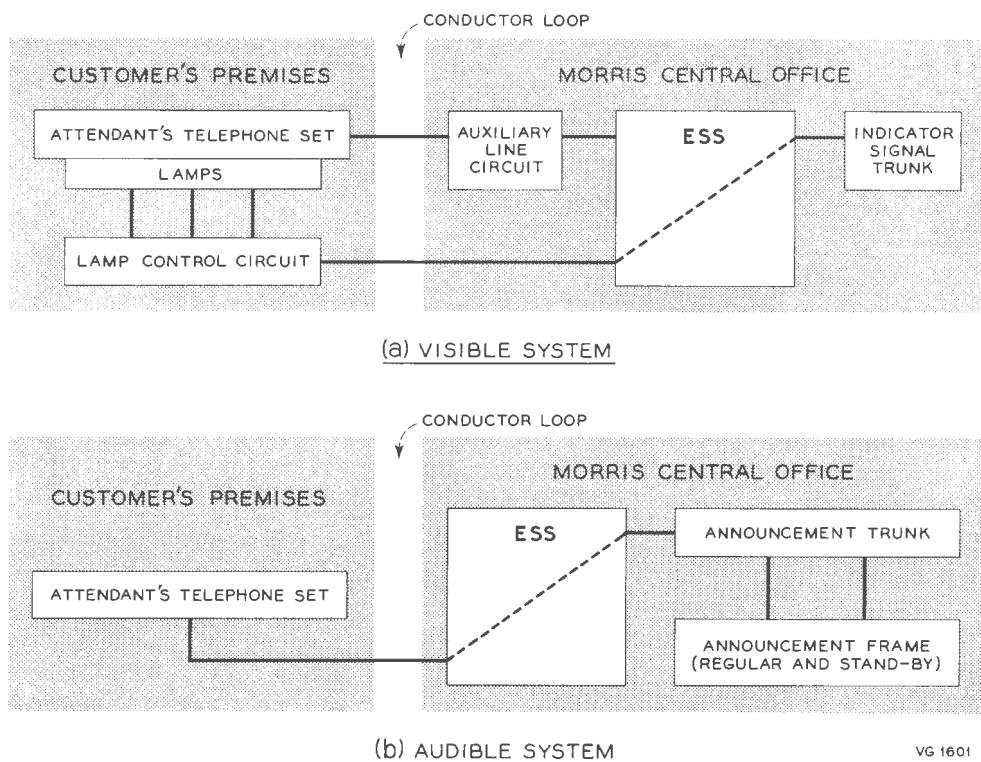 CONDUCTOR LOOP
CUSTOMER'S PREMISES
MORRIS CENTRAL OFFICE
ATTENDANT'S TELEPHONE SET
LAMPS
LAMP CONTROL CIRCUIT
AUXILIARY
LINE
CIRCUIT
ESS
INDICATOR
SIGNAL
TRUNK
(a) VISIBLE SYSTEM
CONDUCTOR LOOP
CUSTOMER'S PREMISES
MORRIS CENTRAL OFFICE
ATTENDANT'S TELEPHONE SET
ESS
ANNOUNCEMENT TRUNK
ANNOUNCEMENT FRAME
(REGULAR AND STAND-BY)
(b) AUDIBLE SYSTEM
VG 1601